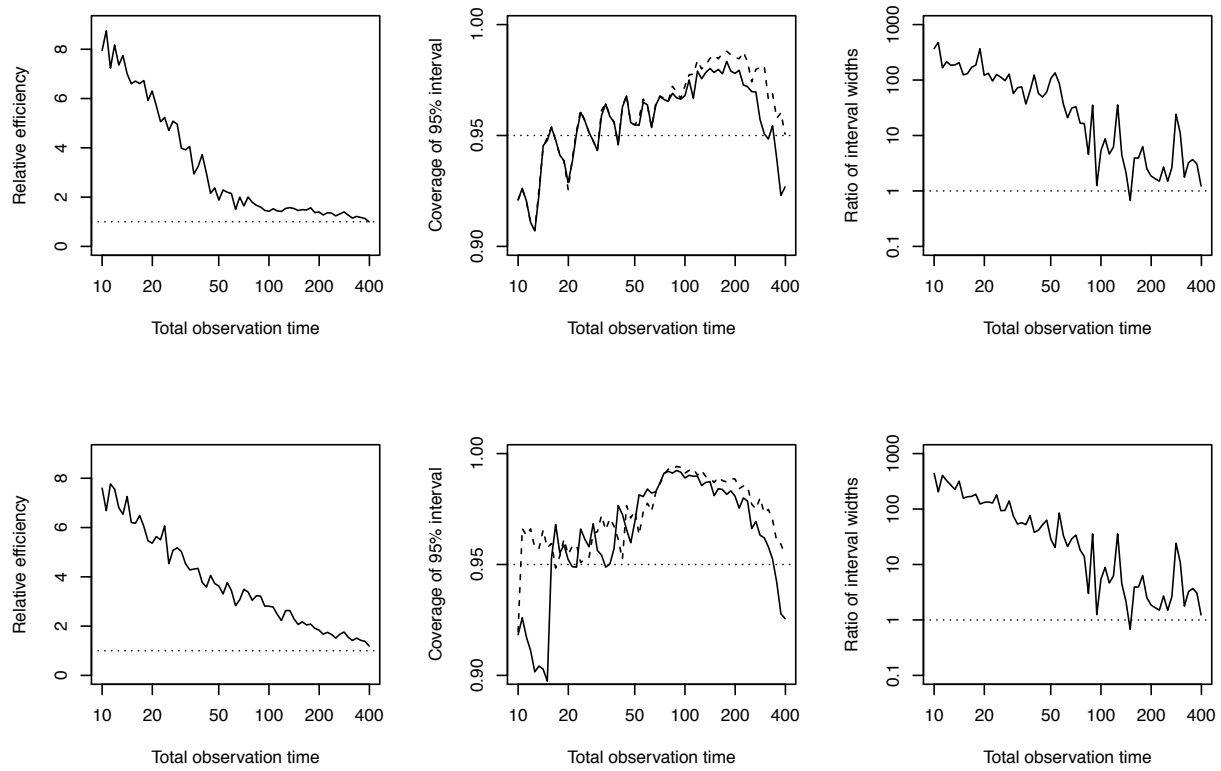 Relative efficiency
0 2 4 6 8
10 20 50 100 200 400
Total observation time
Coverage of 95% interval
0.90 0.95 1.00
10 20 50 100 200 400
Total observation time
Ratio of interval widths
0.1 1 10 100 1000
10 20 50 100 200 400
Total observation time
Relative efficiency
0 2 4 6 8
10 20 50 100 200 400
Total observation time
Coverage of 95% interval
0.90 0.95 1.00
10 20 50 100 200 400
Total observation time
Ratio of interval widths
0.1 1 10 100 1000
10 20 50 100 200 400
Total observation time